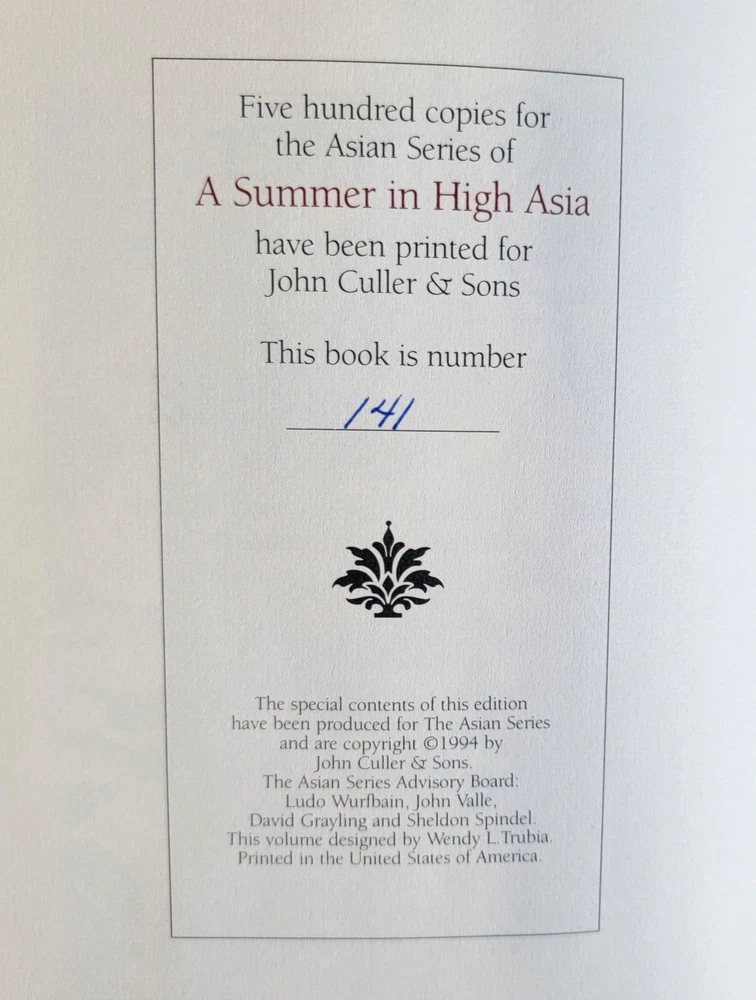 Five hundred copies for
the Asian Series of
A Summer in High Asia
have been printed for
John Culler & Sons
This book is number
141
The special contents of this edition
have been produced for The Asian Series
and are copyright ©1994 by
John Culler & Sons.
The Asian Series Advisory Board:
Ludo Wurfbain, John Valle,
David Grayling and Sheldon Spindel.
This volume designed by Wendy L.Trubia.
Printed in the United States of America.